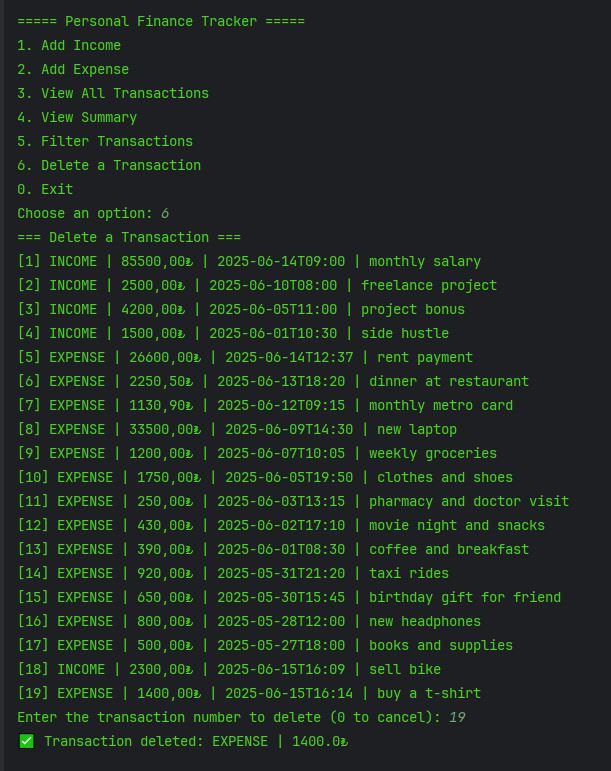 ===== Personal Finance Tracker =====
1. Add Income
2. Add Expense
3. View All Transactions
4. View Summary
5. Filter Transactions
6. Delete a Transaction
0. Exit
Choose an option: 6
=== Delete a Transaction ===
[1] INCOME | 85500,00₺ | 2025-06-14T09:00 | monthly salary
[2] INCOME | 2500,00₺ | 2025-06-10T08:00 | freelance project
[3] INCOME | 4200,00₺ | 2025-06-05T11:00 | project bonus
[4] INCOME | 1500,00₺ | 2025-06-01T10:30 | side hustle
[5] EXPENSE | 26600,00₺ | 2025-06-14T12:37 | rent payment
[6] EXPENSE | 2250,50₺ | 2025-06-13T18:20 | dinner at restaurant
[7] EXPENSE | 1130,90₺ | 2025-06-12T09:15 | monthly metro card
[8] EXPENSE | 33500,00₺ | 2025-06-09T14:30 | new laptop
[9] EXPENSE | 1200,00₺ | 2025-06-07T10:05 | weekly groceries
[10] EXPENSE | 1750,00₺ | 2025-06-05T19:50 | clothes and shoes
[11] EXPENSE | 250,00₺ | 2025-06-03T13:15 | pharmacy and doctor visit
[12] EXPENSE | 430,00₺ | 2025-06-02T17:10 | movie night and snacks
[13] EXPENSE | 390,00₺ | 2025-06-01T08:30 | coffee and breakfast
[14] EXPENSE | 920,00₺ | 2025-05-31T21:20 | taxi rides
[15] EXPENSE | 650,00₺ | 2025-05-30T15:45 | birthday gift for friend
[16] EXPENSE | 800,00₺ | 2025-05-28T12:00 | new headphones
[17] EXPENSE | 500,00₺ | 2025-05-27T18:00 | books and supplies
[18] INCOME | 2300,00₺ | 2025-06-15T16:09 | sell bike
[19] EXPENSE | 1400,00₺ | 2025-06-15T16:14 | buy a t-shirt
Enter the transaction number to delete (0 to cancel): 19
✅ Transaction deleted: EXPENSE | 1400.0₺